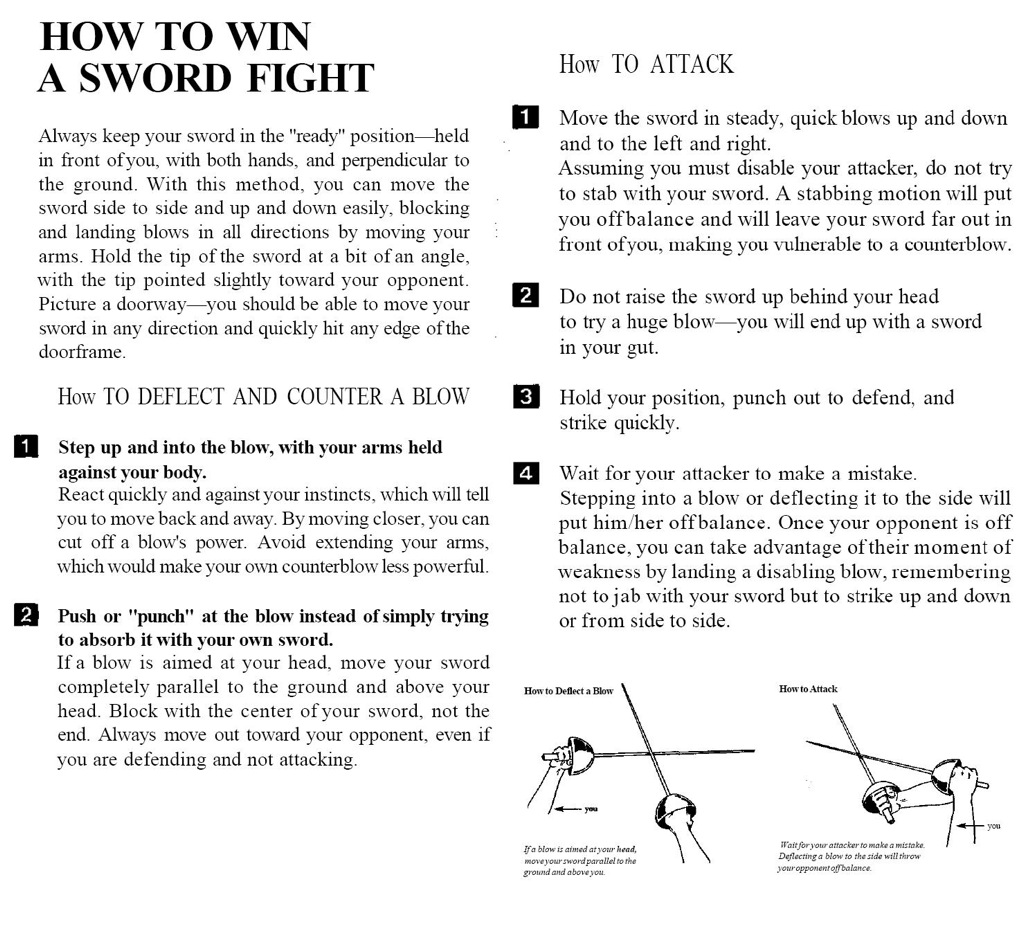 HOW TO WIN
A SWORD FIGHT
Always keep your sword in the "ready" position—held
in front of you, with both hands, and perpendicular to
the ground. With this method, you can move the
sword side to side and up and down easily, blocking
and landing blows in all directions by moving your
arms. Hold the tip of the sword at a bit of an angle,
with the tip pointed slightly toward your opponent.
Picture a doorway—you should be able to move your
sword in any direction and quickly hit any edge of the
doorframe.
How TO DEFLECT AND COUNTER A BLOW
1 Step up and into the blow, with your arms held
against your body.
React quickly and against your instincts, which will tell
you to move back and away. By moving closer, you can
cut off a blow's power. Avoid extending your arms,
which would make your own counterblow less powerful.
2 Push or "punch" at the blow instead of simply trying
to absorb it with your own sword.
If a blow is aimed at your head, move your sword
completely parallel to the ground and above your
head. Block with the center of your sword, not the
end. Always move out toward your opponent, even if
you are defending and not attacking.
How TO ATTACK
1 Move the sword in steady, quick blows up and down
and to the left and right.
Assuming you must disable your attacker, do not try
to stab with your sword. A stabbing motion will put
you off balance and will leave your sword far out in
front of you, making you vulnerable to a counterblow.
2 Do not raise the sword up behind your head
to try a huge blow—you will end up with a sword
in your gut.
3 Hold your position, punch out to defend, and
strike quickly.
4 Wait for your attacker to make a mistake.
Stepping into a blow or deflecting it to the side will
put him/her off balance. Once your opponent is off
balance, you can take advantage of their moment of
weakness by landing a disabling blow, remembering
not to jab with your sword but to strike up and down
or from side to side.
How to Deflect a Blow
you
If a blow is aimed at your head,
move your sword parallel to the
ground and above you.
How to Attack
you
Wait for your attacker to make a mistake.
Deflecting a blow to the side will throw
your opponent off balance.